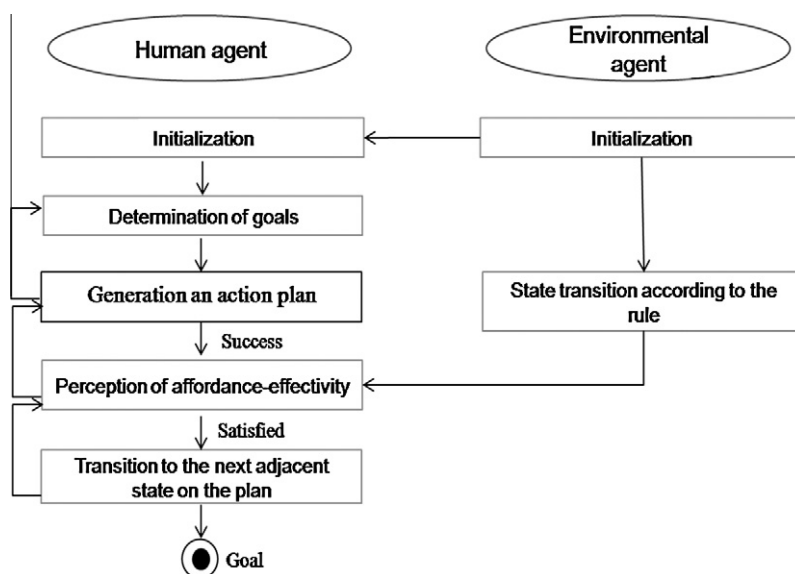 Human agent
Environmental
agent
Initialization
Initialization
Determination of goals
Generation an action plan
State transition according to the
rule
Success
Perception of affordance-effectivity
Satisfied
Transition to the next adjacent
state on the plan
Goal